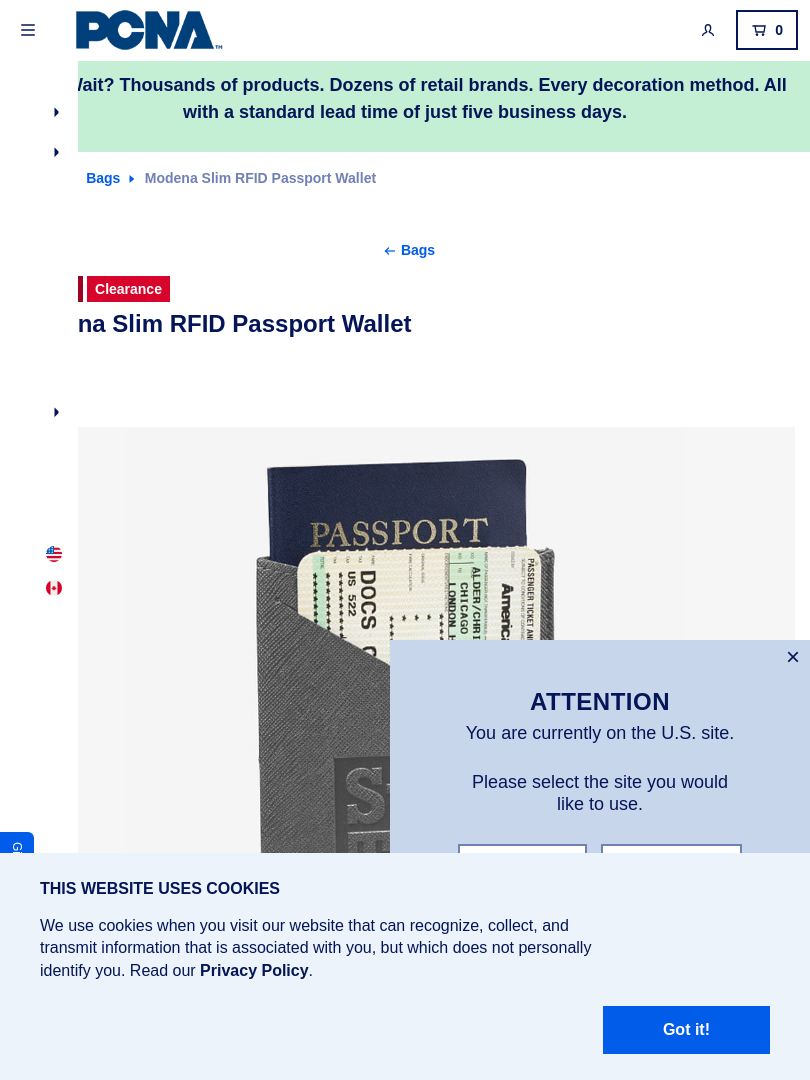 PCNA™
0
Wait? Thousands of products. Dozens of retail brands. Every decoration method. All
with a standard lead time of just five business days.
Bags
Modena Slim RFID Passport Wallet
Bags
Clearance
na Slim RFID Passport Wallet
PASSPORT
PASSENGER TICKET AND
America
ALDER/CHRI
CHICAGO
LONDON
DOCS
US 522
ATTENTION
You are currently on the U.S. site.
Please select the site you would
like to use.
THIS WEBSITE USES COOKIES
We use cookies when you visit our website that can recognize, collect, and
transmit information that is associated with you, but which does not personally
identify you. Read our Privacy Policy.
Got it!